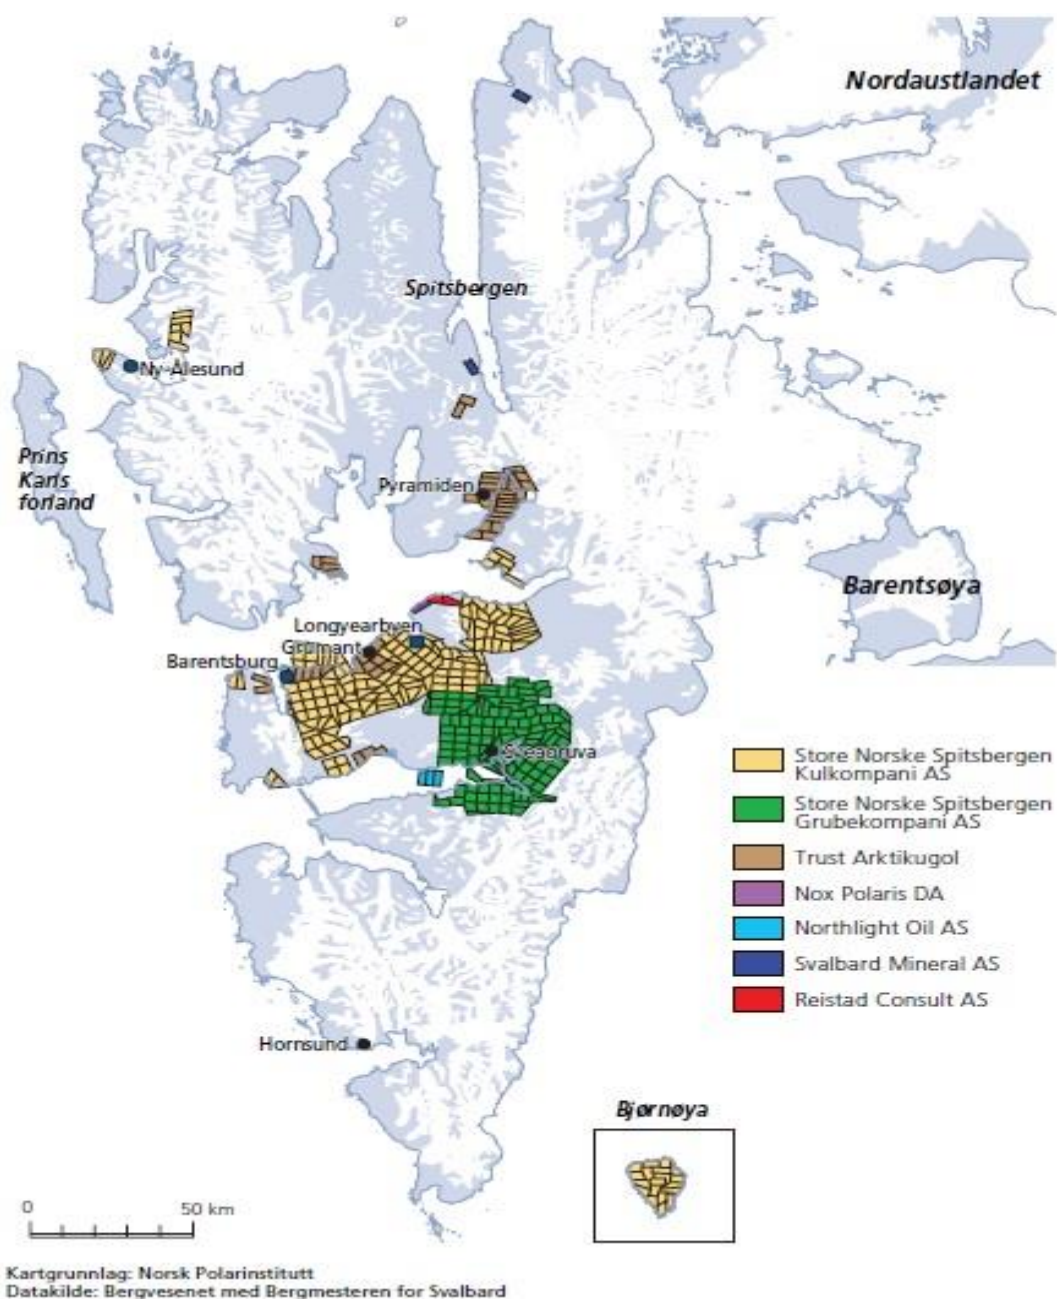 Nordaustlandet
Spitsbergen
Ny-Ålesund
Prins
Karls
forland
Pyramiden
Barentsøya
Longyearbyen
Grumant
Barentsburg
Sveagruva
Store Norske Spitsbergen
Kulkompani AS
Store Norske Spitsbergen
Grubekompani AS
Trust Arktikugol
Nox Polaris DA
Northlight Oil AS
Svalbard Mineral AS
Reistad Consult AS
Hornsund
Bjørnøya
0
50 km
Kartgrunnlag: Norsk Polarinstitutt
Datakilde: Bergvesenet med Bergmesteren for Svalbard